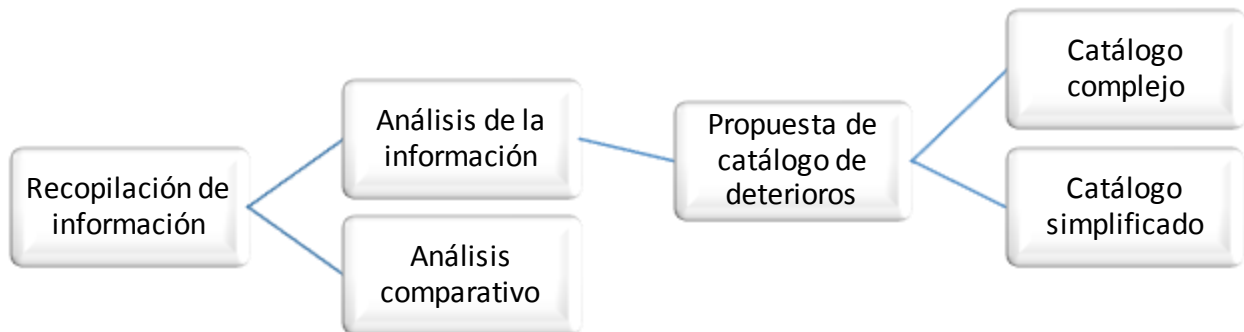 Recopilación de
información
Análisis de la
información
Análisis
comparativo
Propuesta de
catálogo de
deterioros
Catálogo
complejo
Catálogo
simplificado